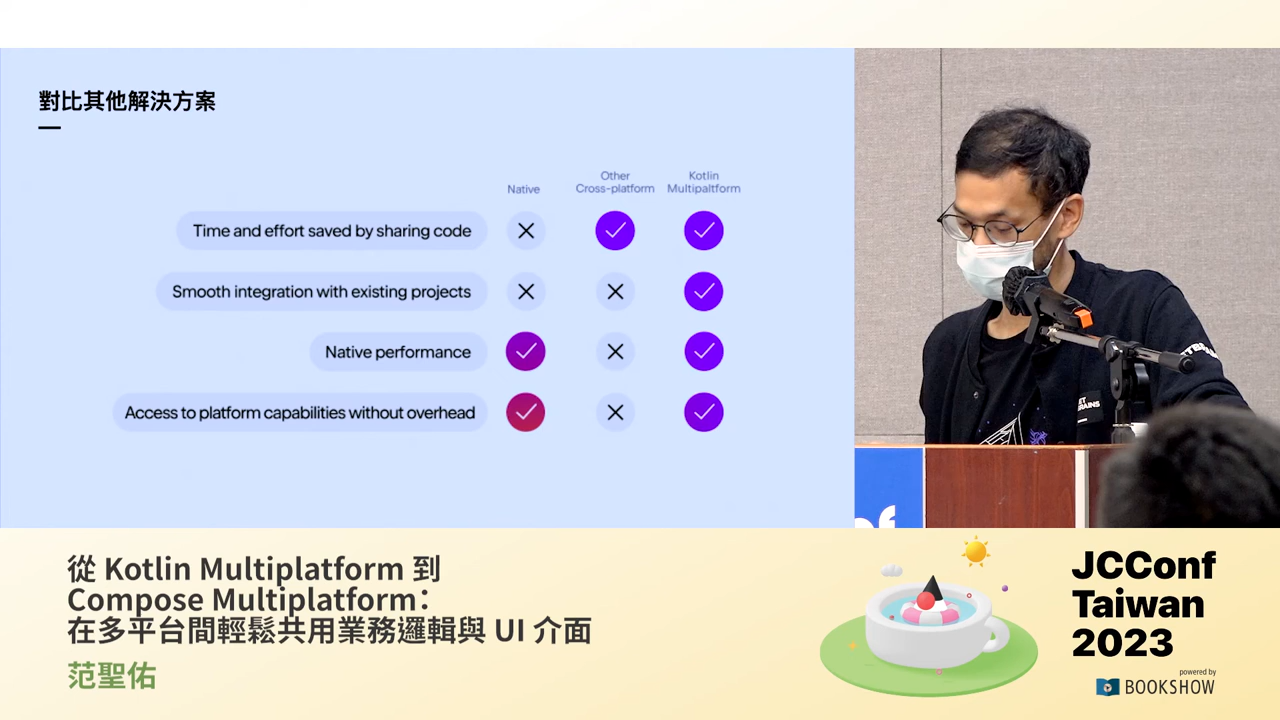 對比其他解決方案
Native
Other
Cross-platform
Kotlin
Multipaltform
Time and effort saved by sharing code
Smooth integration with existing projects
Native performance
Access to platform capabilities without overhead
從 Kotlin Multiplatform 到
Compose Multiplatform：
在多平台間輕鬆共用業務邏輯與 UI 介面
范聖佑
JCConf
Taiwan
2023
powered by
BOOKSHOW